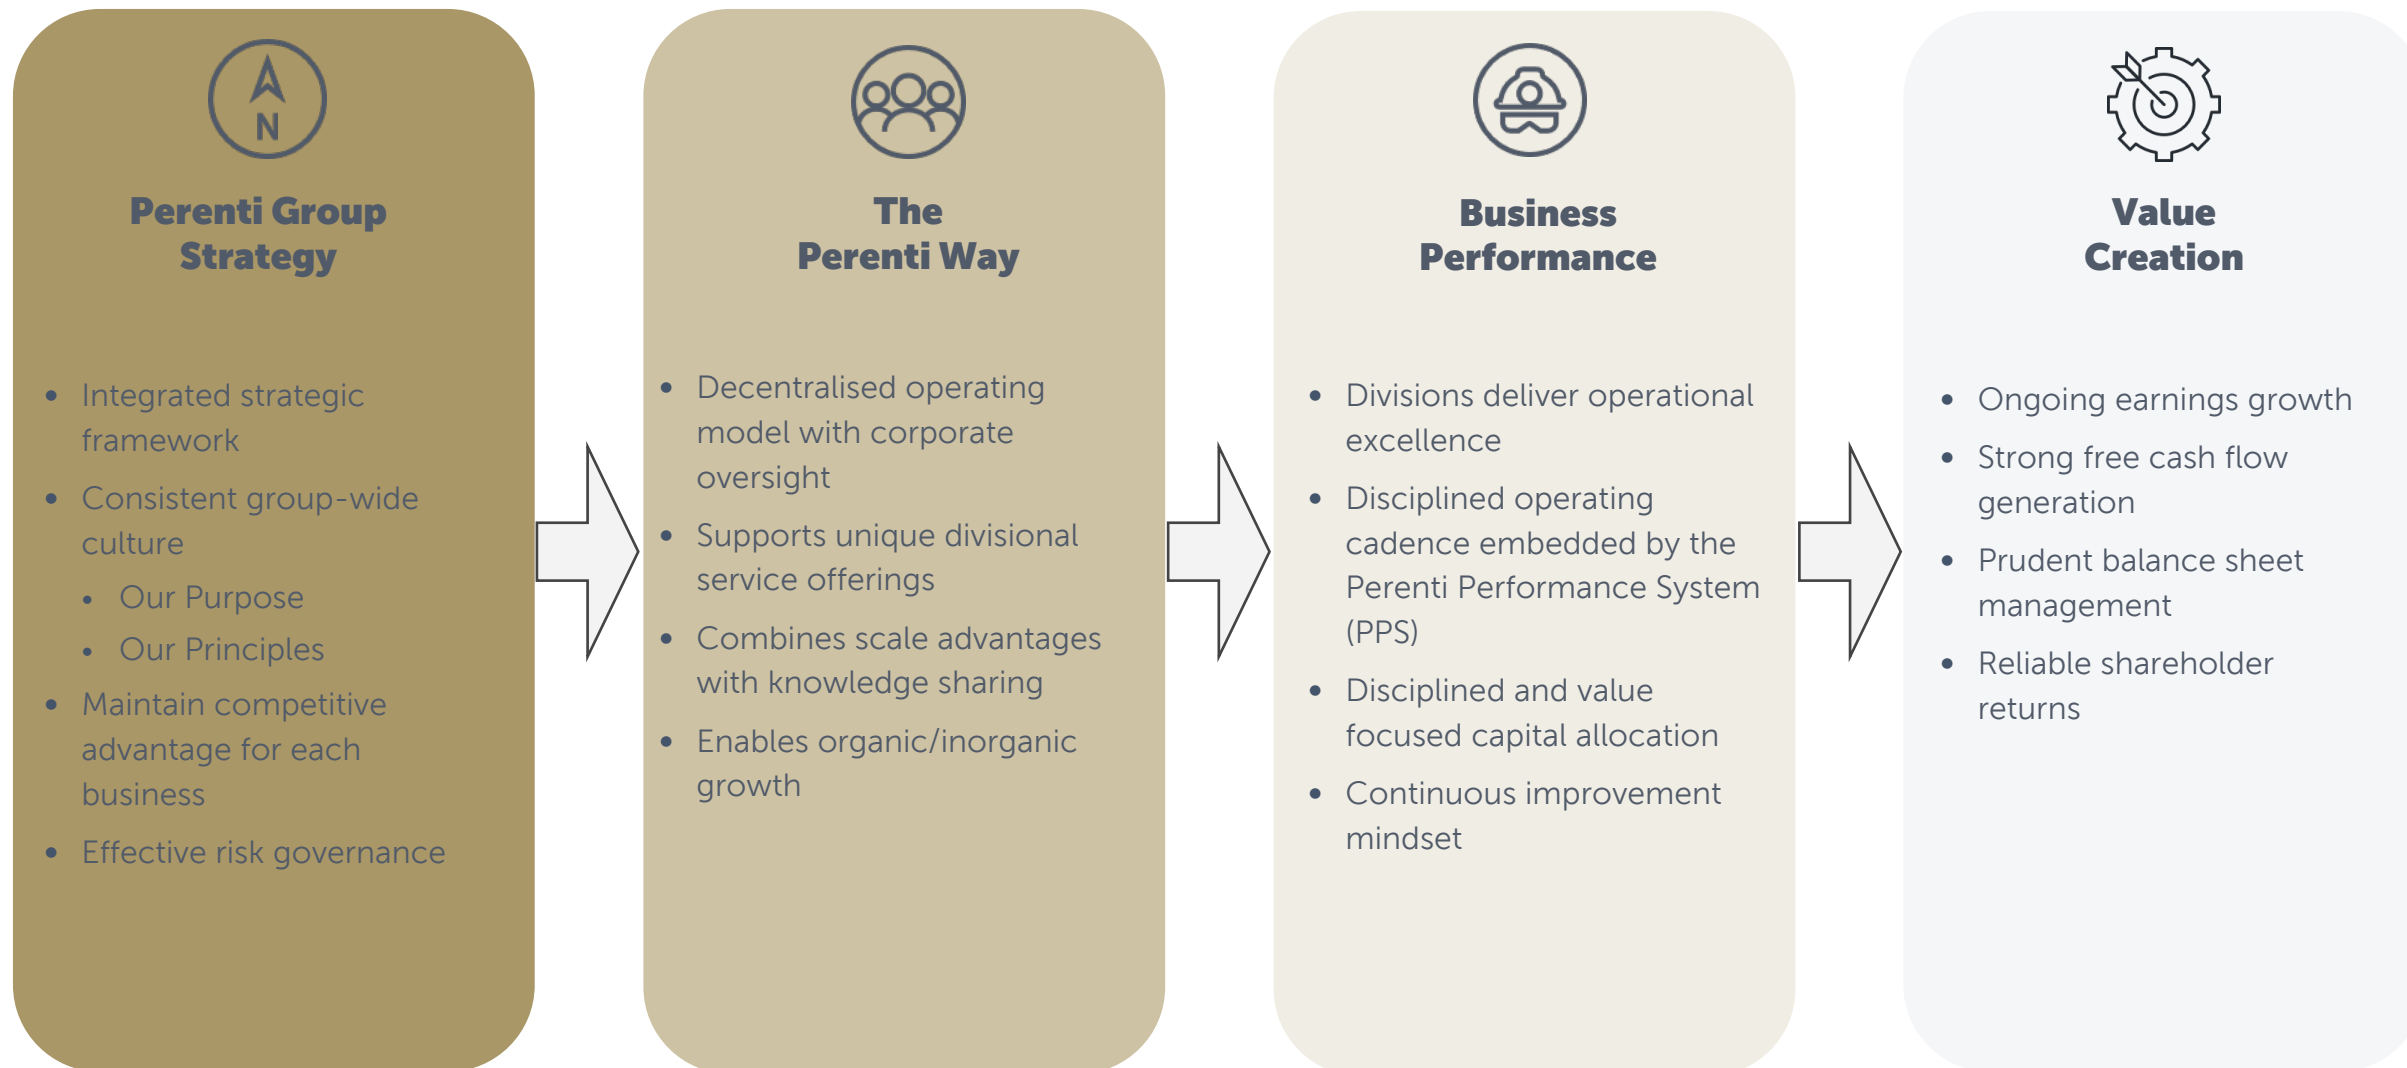 N
Perenti Group
Strategy
• Integrated strategic
framework
• Consistent group-wide
culture
• Our Purpose
• Our Principles
• Maintain competitive
advantage for each
business
• Effective risk governance
The
Perenti Way
• Decentralised operating
model with corporate
oversight
• Supports unique divisional
service offerings
• Combines scale advantages
with knowledge sharing
• Enables organic/inorganic
growth
Business
Performance
• Divisions deliver operational
excellence
• Disciplined operating
cadence embedded by the
Perenti Performance System
(PPS)
• Disciplined and value
focused capital allocation
• Continuous improvement
mindset
Value
Creation
• Ongoing earnings growth
• Strong free cash flow
generation
• Prudent balance sheet
management
• Reliable shareholder
returns